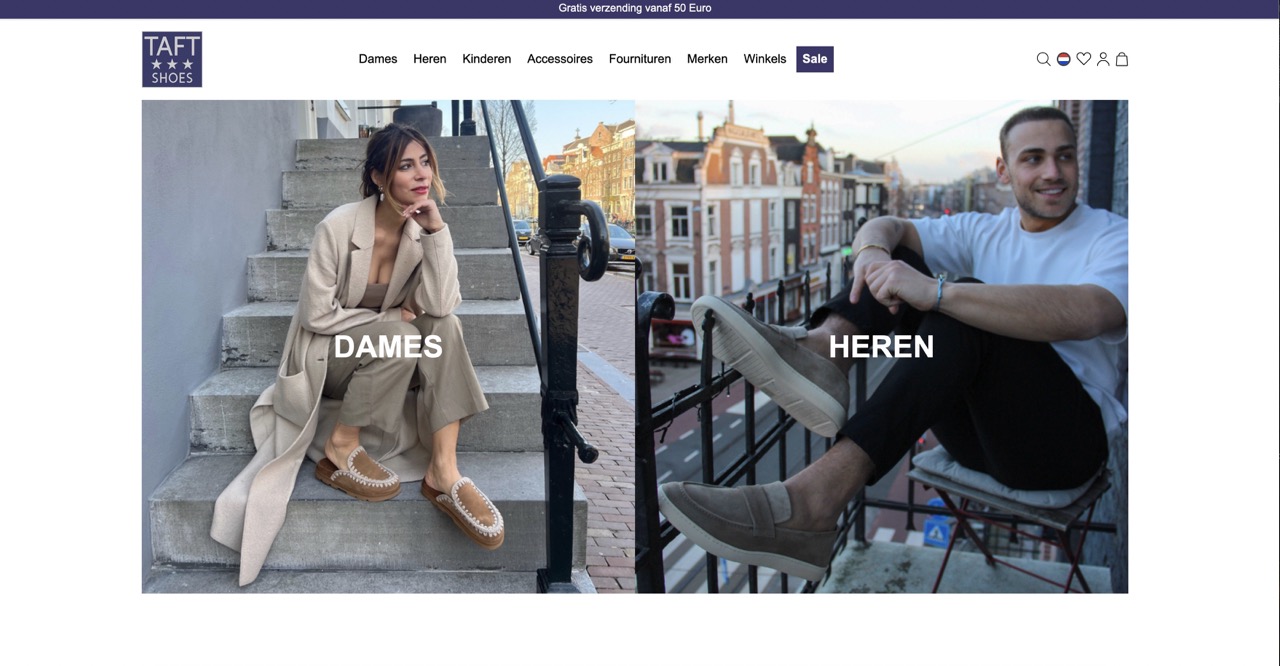 Gratis verzending vanaf 50 Euro
TAFT
SHOES
Dames Heren Kinderen Accessoires Fournituren Merken Winkels Sale
DAMES
HEREN